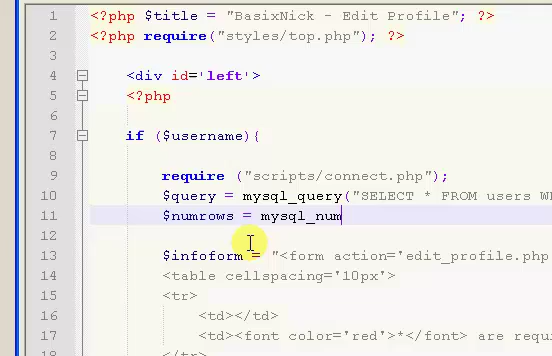 1 <?php $title = "BasixNick - Edit Profile"; ?>
2 <?php require("styles/top.php"); ?>
3
4 <div id='left'>
5 <?php
6
7 if ($username){
8
9 require ("scripts/connect.php");
10 $query = mysql_query("SELECT * FROM users W
11 $numrows = mysql_num
12
13 $infoform = "<form action='edit_profile.php
14 <table cellspacing='10px'>
15 <tr>
16 <td></td>
17 <td><font color='red'>*</font> are requi
18 </tr>